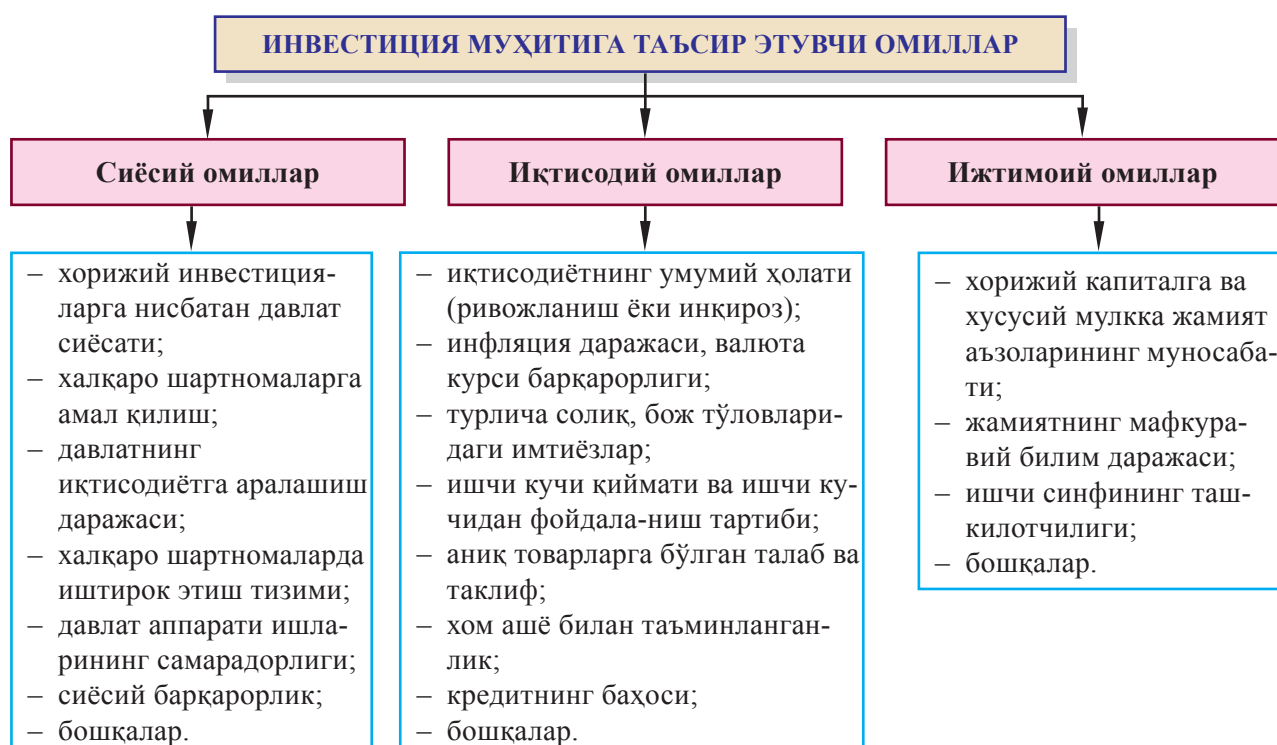 ИНВЕСТИЦИЯ МУҲИТИГА ТАЪСИР ЭТУВЧИ ОМИЛЛАР
Сиёсий омиллар
– хорижий инвестиция-
ларга нисбатан давлат
сиёсати;
– халқаро шартномаларга
амал қилиш;
– давлатнинг
иқтисодиётга аралашиш
даражаси;
– халқаро шартномаларда
иштирок этиш тизими;
– давлат аппарати ишла-
рининг самарадорлиги;
– сиёсий барқарорлик;
– бошқалар.
Иқтисодий омиллар
– иқтисодиётнинг умумий ҳолати
(ривожланиш ёки инқироз);
– инфляция даражаси, валюта
курси барқарорлиги;
– турлича солиқ, бож тўловлари-
даги имтиёзлар;
– ишчи кучи қиймати ва ишчи ку-
чидан фойдала-ниш тартиби;
– аниқ товарларга бўлган талаб ва
таклиф;
– хом ашё билан таъминланган-
лик;
– кредитнинг баҳоси;
– бошқалар.
Ижтимоий омиллар
– хорижий капиталга ва
хусусий мулкка жамият
аъзоларининг муносаба-
ти;
– жамиятнинг мафкура-
вий билим даражаси;
– ишчи синфининг таш-
килотчилиги;
– бошқалар.